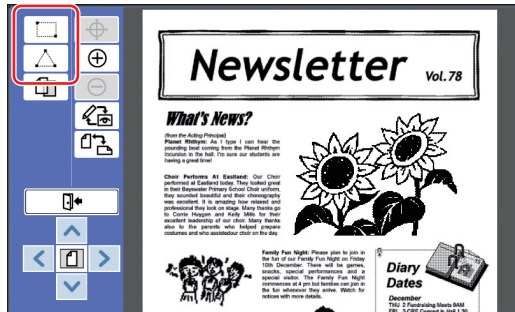 Newsletter Vol. 78
What's News?
(from the Acting Principal)
Planet Rhythm: As I type I can hear the
pounding beat coming from the Planet Rhythm
Incursion in the hall. I'm sure our students are
having a great time!
Choir Performs At Eastland: Our Choir
performed at Eastland today. They looked great
in their Bayswater Primary School Choir uniform,
they sounded beautiful and their choreography
was excellent. It is amazing how relaxed and
professional they look on stage. Many thanks go
to Corrie Huygon and Kelly Mills for their
excellent leadership of our choir. Many thanks
also to the parents who helped prepare
costumes and who assisted our choir on the day.
Family Fun Night: Please plan to join in
the fun of our Family Fun Night on Friday
10th December. There will be games,
snacks, special performances and a
special visitor. The Family Fun Night
commences at 4 pm but families can join in
the fun whenever they arrive. Watch for
notices with more details.
Diary
Dates
December
THU 2 Fundraising Meets 9AM